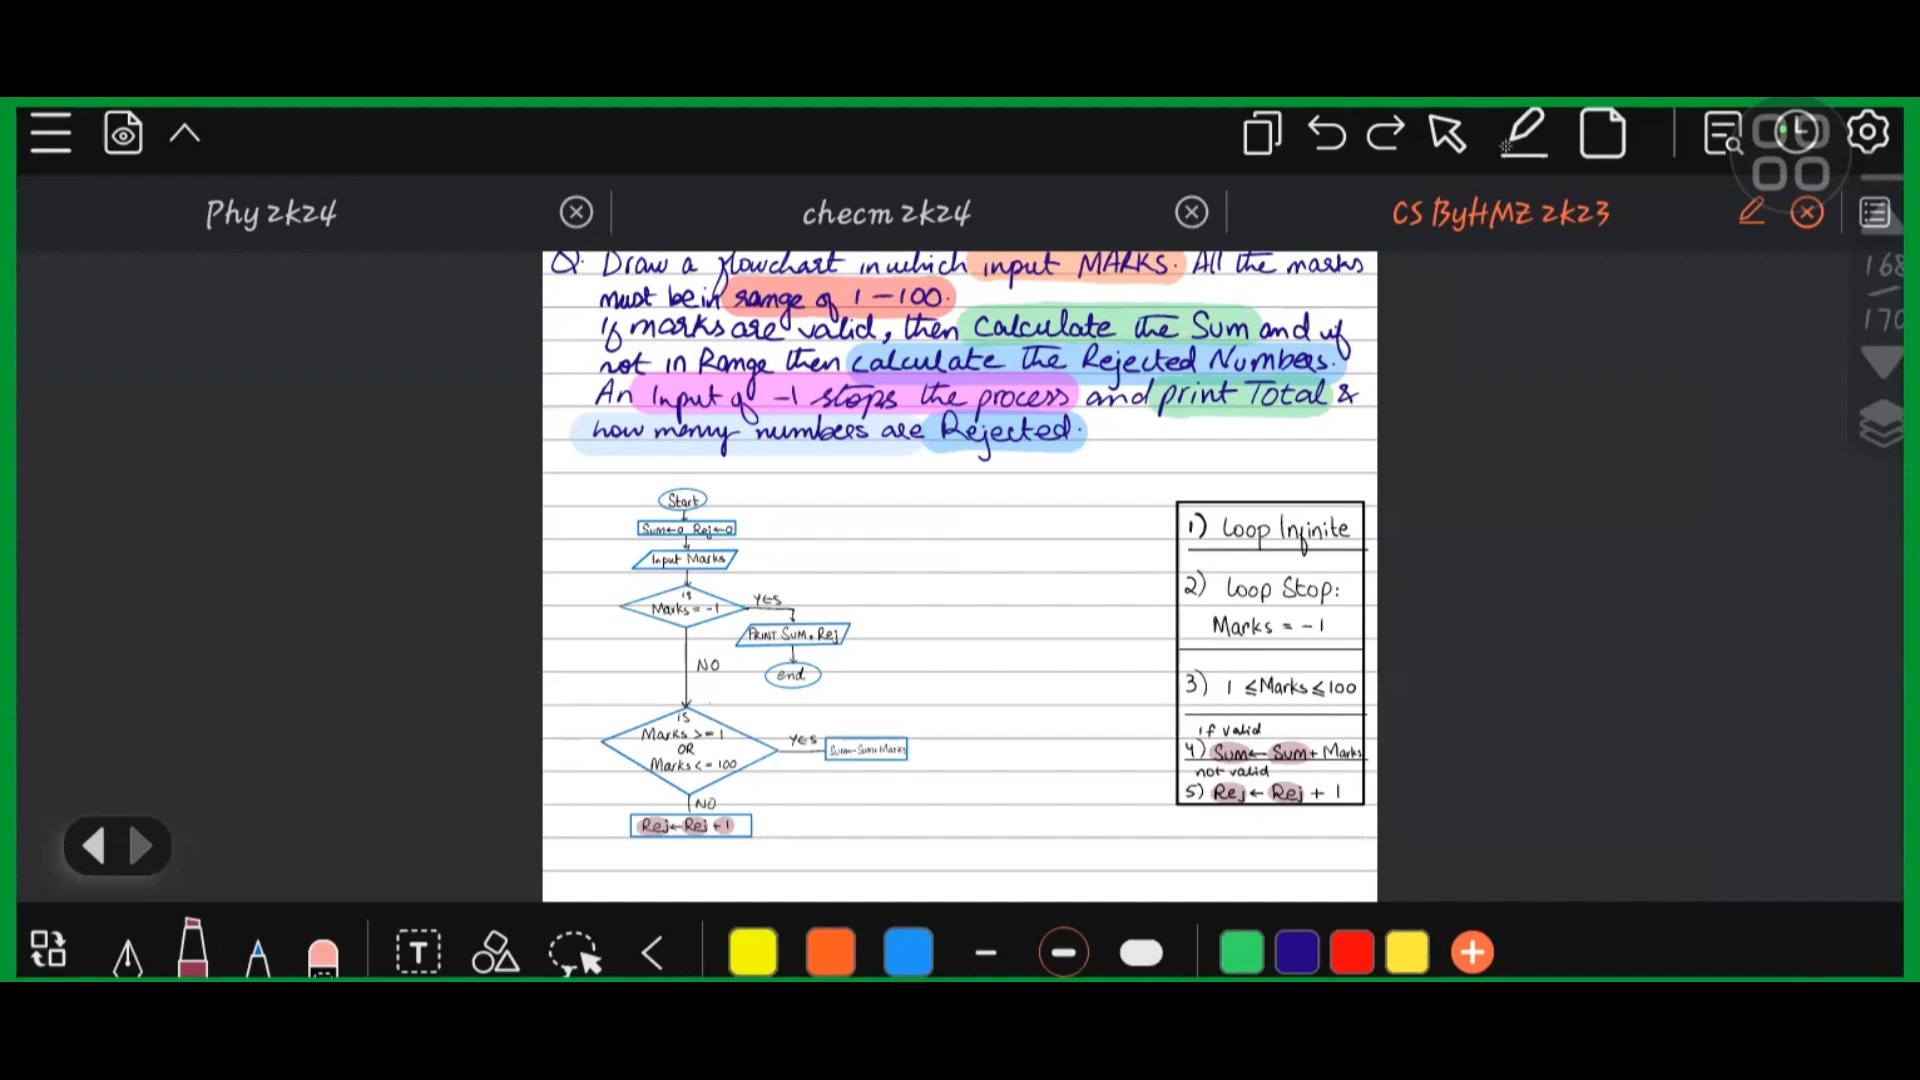 Phy 2k24
checm 2k24
CS ByHMZ 2k23
168
170
Q. Draw a flowchart in which input MARKS. All the marks
must be in range of 1-100.
If marks are valid, then Calculate the Sum and if
not in Range then calculate the Rejected Numbers.
An Input of -1 stops the process and print Total &
how many numbers are Rejected.
Start
Sum←0 Rej←0
Input Marks
is
Marks = -1
YES
PRINT SUM, Rej
end
NO
is
Marks >= 1
OR
Marks <= 100
YES
Sum←Sum+Marks
NO
Rej←Rej+1
1) Loop Infinite
2) Loop Stop:
Marks = -1
3) 1 ≤ Marks ≤ 100
if valid
4) Sum← Sum+ Marks
not valid
5) Rej ← Rej + 1
T